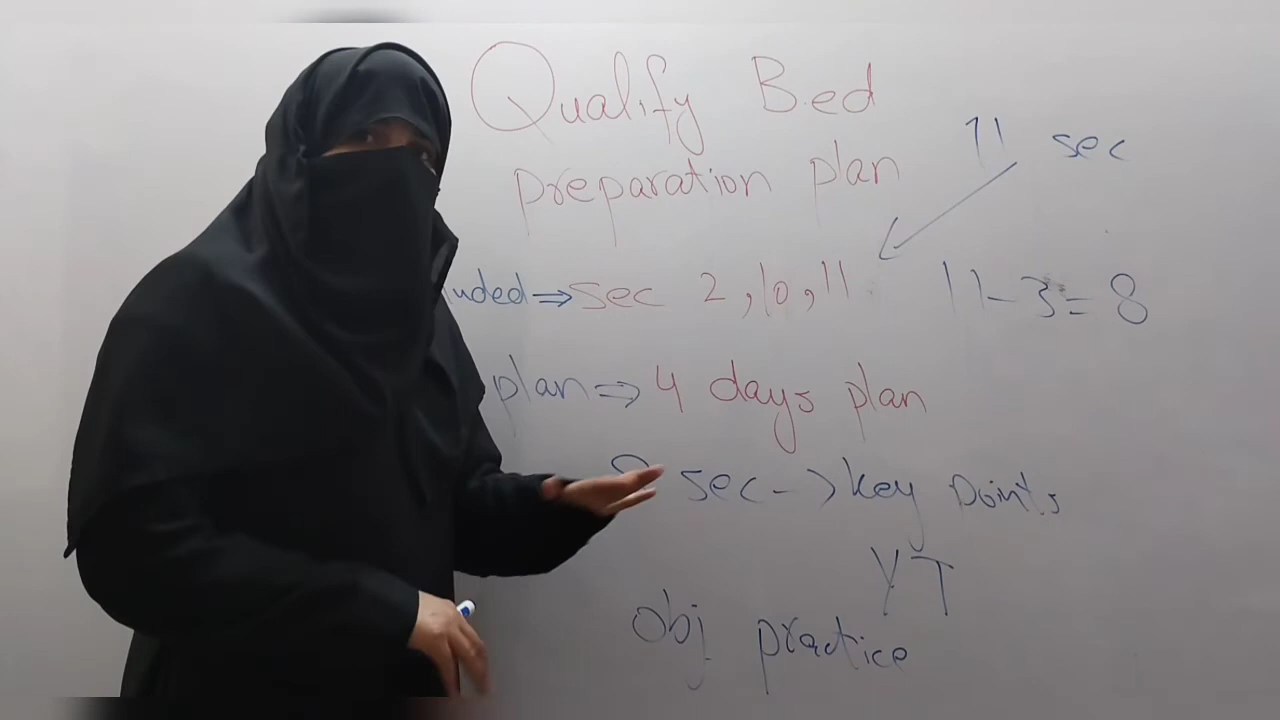 Qualify B.ed
preparation plan
11 sec
uded ⇒ sec 2, 10, 11
11-3=8
plan ⇒ 4 days plan
sec -> key points
YT
Obj practice